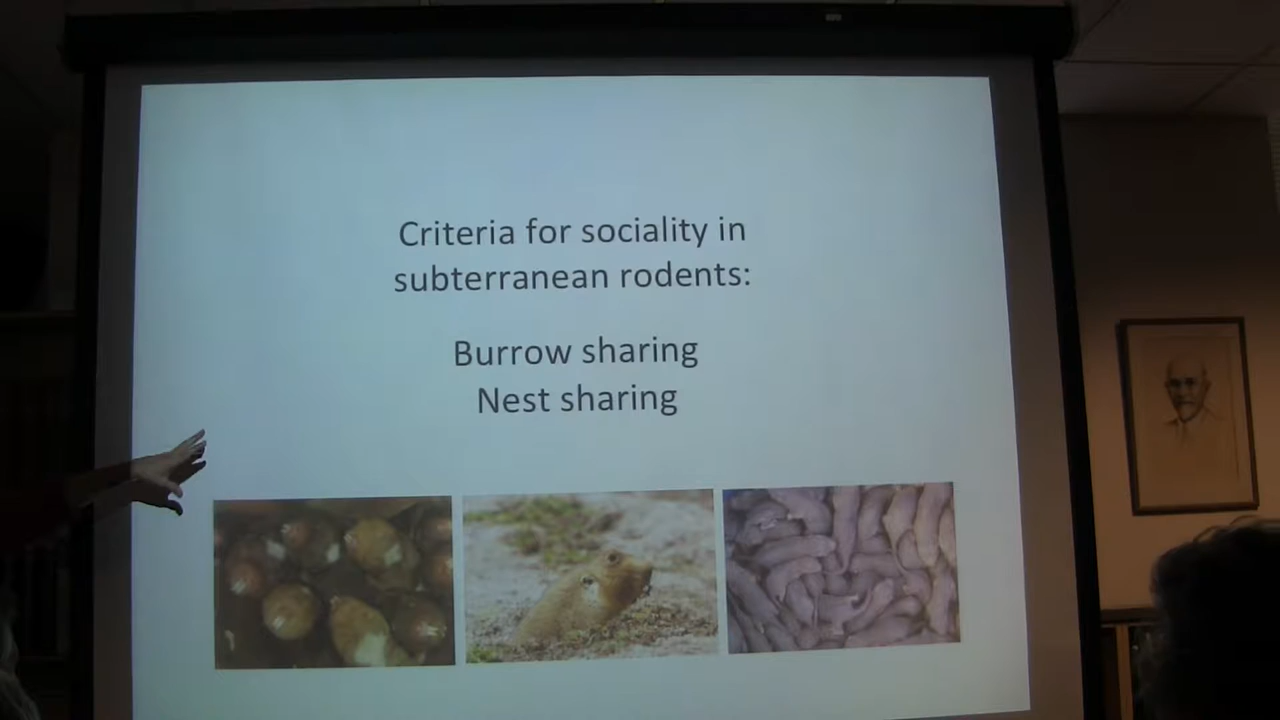 Criteria for sociality in
subterranean rodents:
Burrow sharing
Nest sharing